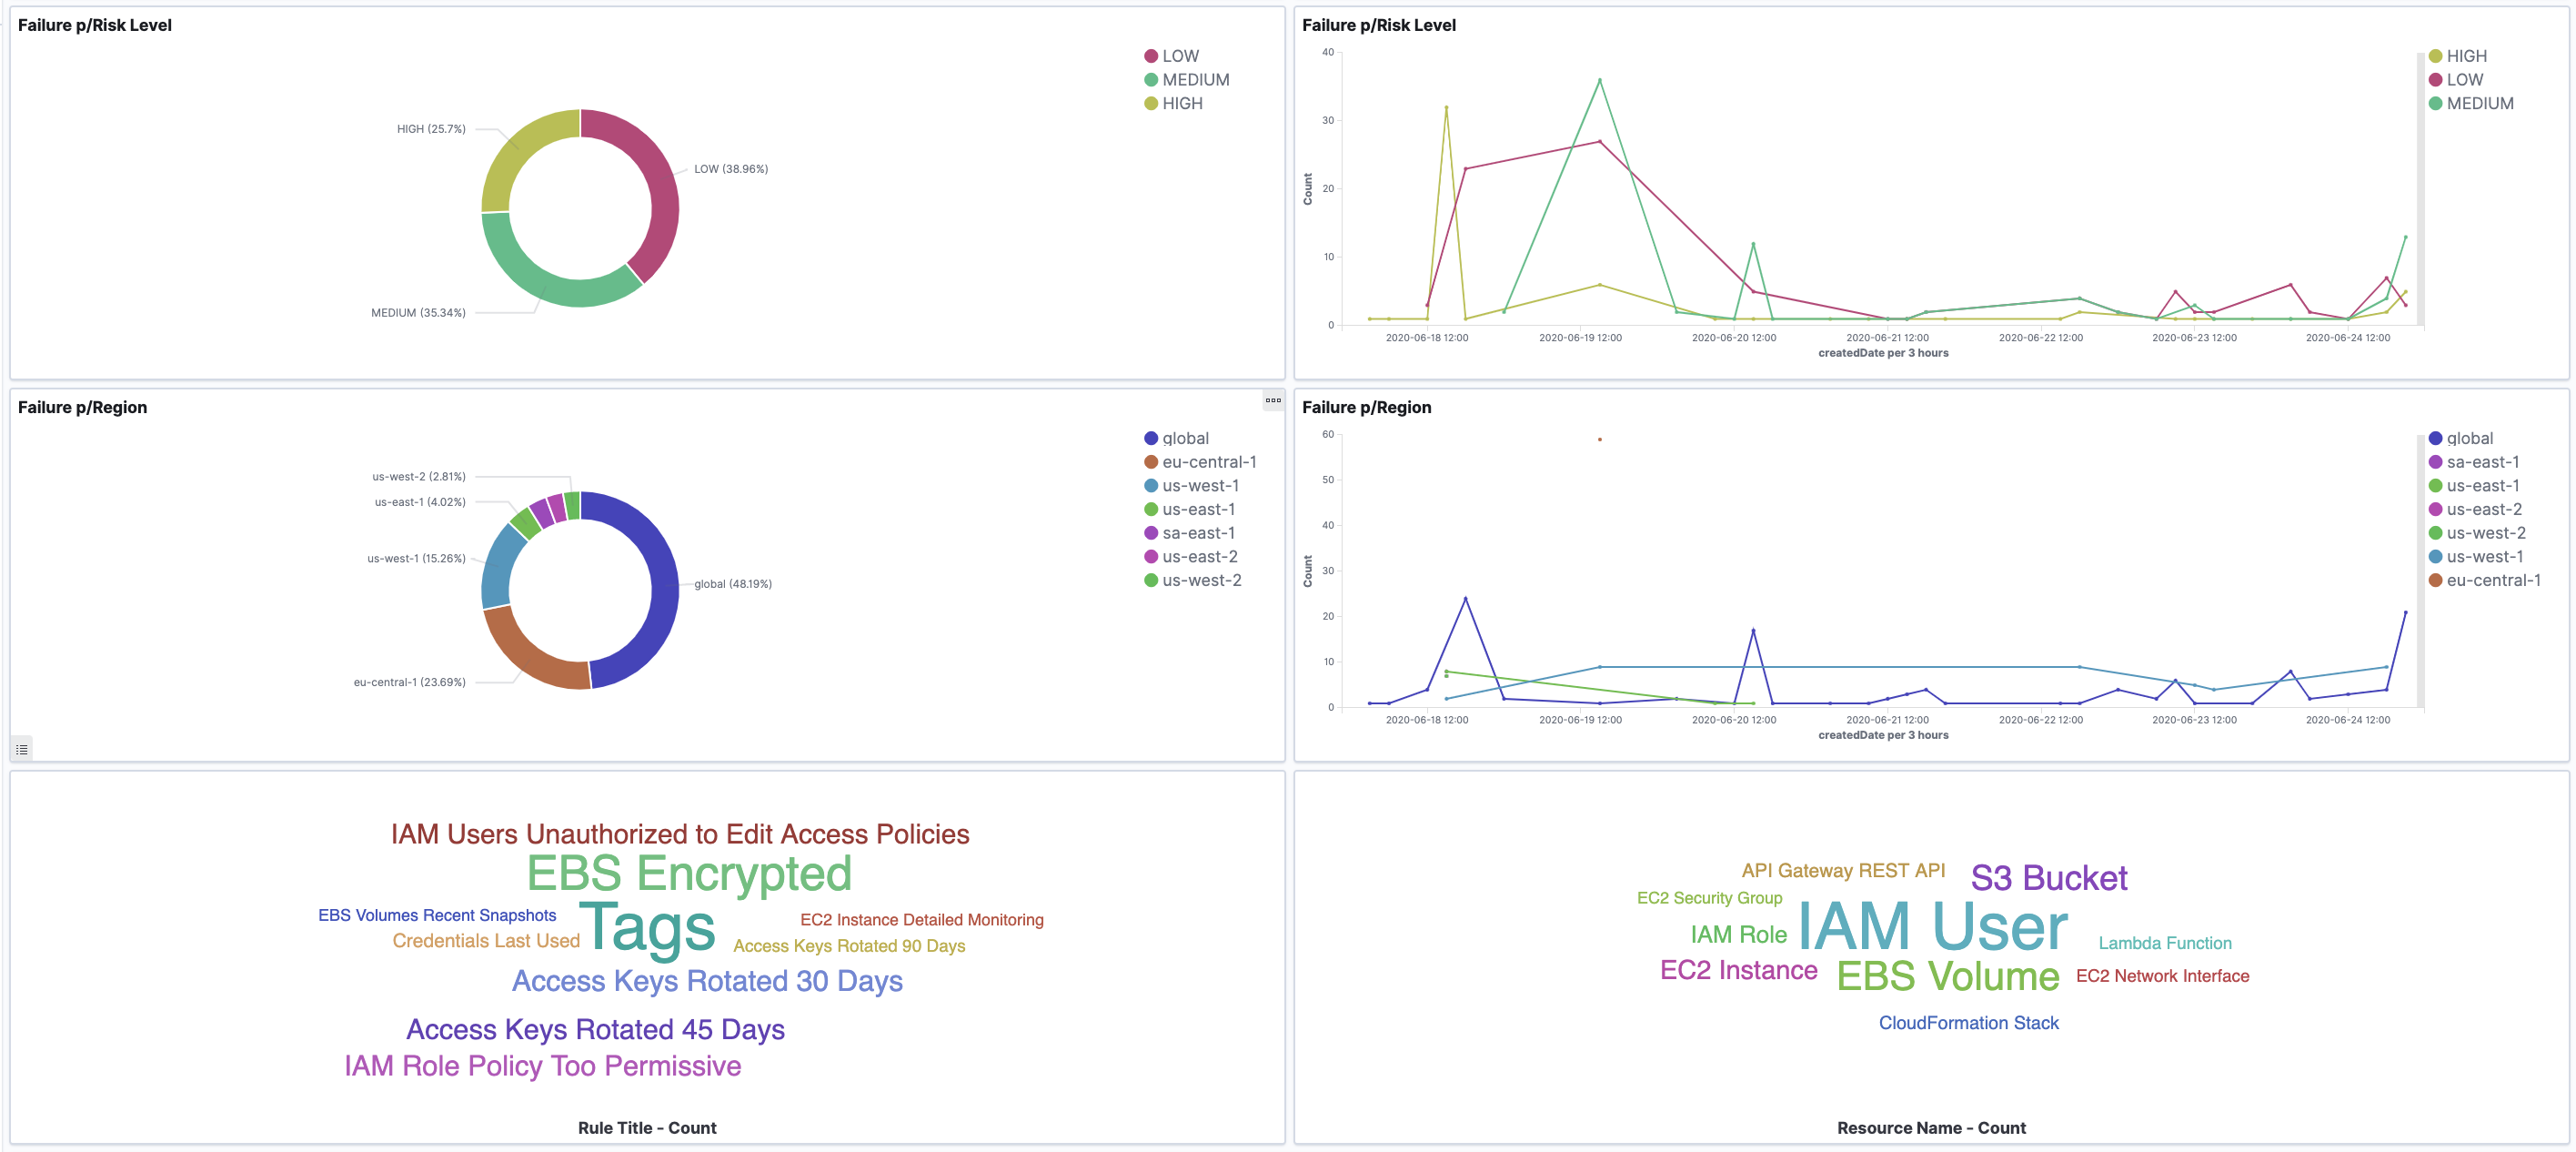 Failure p/Risk Level
LOW
MEDIUM
HIGH
HIGH (25.7%)
LOW (38.96%)
MEDIUM (35.34%)
Failure p/Risk Level
40
30
20
10
0
Count
2020-06-18 12:00
2020-06-19 12:00
2020-06-20 12:00
2020-06-21 12:00
2020-06-22 12:00
2020-06-23 12:00
2020-06-24 12:00
createdDate per 3 hours
HIGH
LOW
MEDIUM
Failure p/Region
global
eu-central-1
us-west-1
us-east-1
sa-east-1
us-east-2
us-west-2
us-west-2 (2.81%)
us-east-1 (4.02%)
us-west-1 (15.26%)
global (48.19%)
eu-central-1 (23.69%)
Failure p/Region
60
50
40
30
20
10
0
Count
2020-06-18 12:00
2020-06-19 12:00
2020-06-20 12:00
2020-06-21 12:00
2020-06-22 12:00
2020-06-23 12:00
2020-06-24 12:00
createdDate per 3 hours
global
sa-east-1
us-east-1
us-east-2
us-west-2
us-west-1
eu-central-1
IAM Users Unauthorized to Edit Access Policies
EBS Encrypted
EBS Volumes Recent Snapshots
Tags
EC2 Instance Detailed Monitoring
Credentials Last Used
Access Keys Rotated 90 Days
Access Keys Rotated 30 Days
Access Keys Rotated 45 Days
IAM Role Policy Too Permissive
Rule Title - Count
API Gateway REST API
S3 Bucket
EC2 Security Group
IAM User
IAM Role
Lambda Function
EC2 Instance
EBS Volume
EC2 Network Interface
CloudFormation Stack
Resource Name - Count